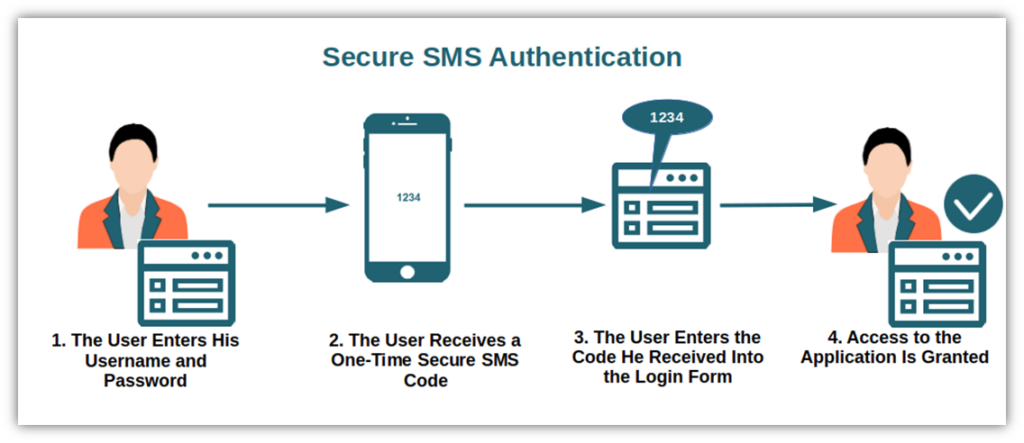 Secure SMS Authentication
1234
1234
1. The User Enters His
Username and
Password
2. The User Receives a
One-Time Secure SMS
Code
3. The User Enters the
Code He Received Into
the Login Form
4. Access to the
Application Is Granted